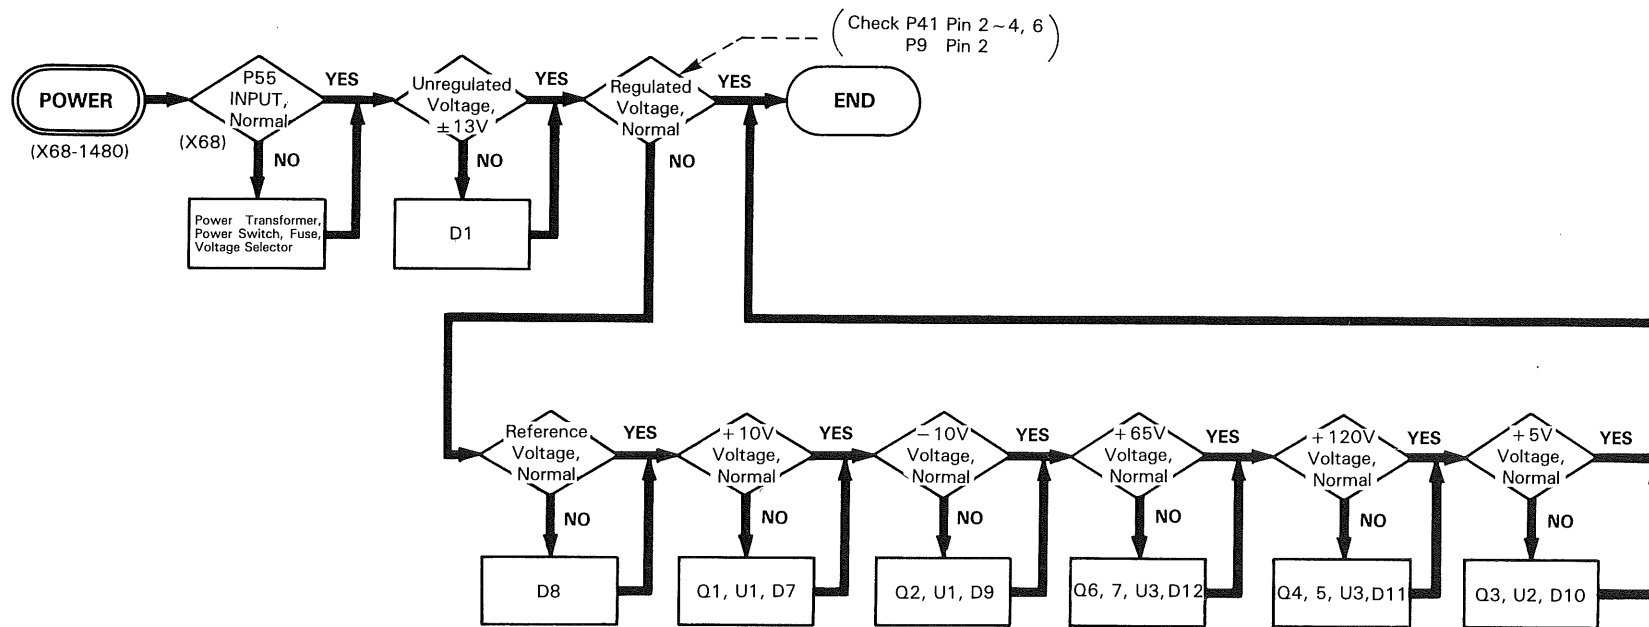 Check P41 Pin 2~4, 6
P9 Pin 2
POWER
(X68-1480)
P55
INPUT,
Normal
(X68)
YES
NO
Power Transformer,
Power Switch, Fuse,
Voltage Selector
Unregulated
Voltage,
±13V
YES
NO
D1
Regulated
Voltage,
Normal
YES
NO
END
Reference
Voltage,
Normal
YES
NO
D8
+10V
Voltage,
Normal
YES
NO
Q1, U1, D7
−10V
Voltage,
Normal
YES
NO
Q2, U1, D9
+65V
Voltage,
Normal
YES
NO
Q6, 7, U3, D12
+120V
Voltage,
Normal
YES
NO
Q4, 5, U3, D11
+5V
Voltage,
Normal
YES
NO
Q3, U2, D10